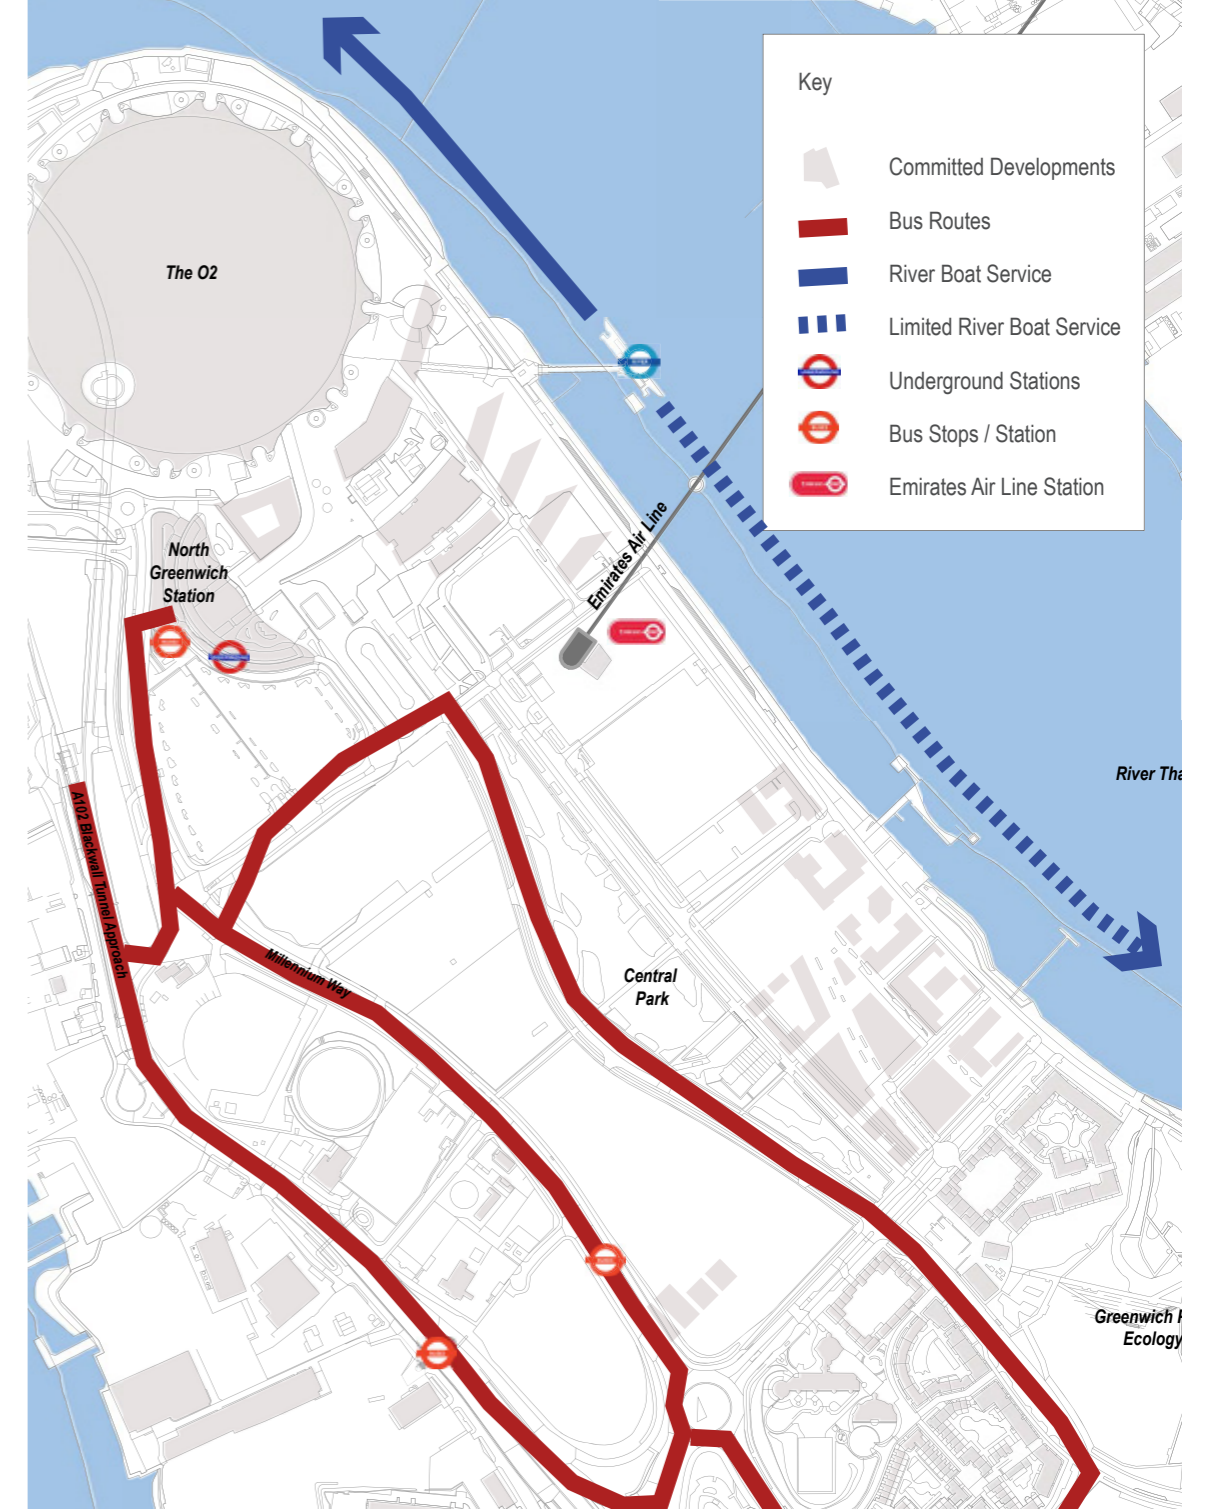 Key
Committed Developments
Bus Routes
River Boat Service
Limited River Boat Service
Underground Stations
Bus Stops / Station
Emirates Air Line Station
The O2
North
Greenwich
Station
Emirates Air Line
River Tha
A102 Blackwall Tunnel Approach
Millennium Way
Central
Park
Greenwich
Ecology